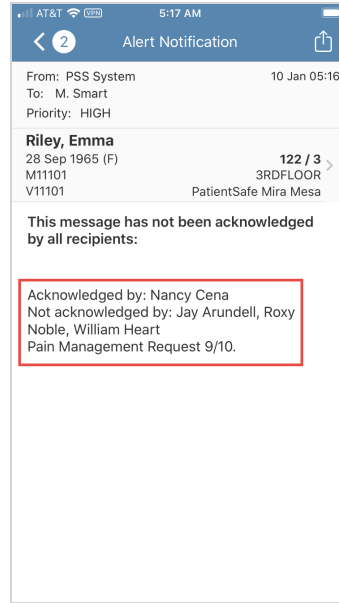 AT&T VPN 5:17 AM
2 Alert Notification
From: PSS System 10 Jan 05:16
To: M. Smart
Priority: HIGH
Riley, Emma
28 Sep 1965 (F) 122 / 3
M11101 3RDFLOOR
V11101 PatientSafe Mira Mesa
This message has not been acknowledged
by all recipients:
Acknowledged by: Nancy Cena
Not acknowledged by: Jay Arundell, Roxy
Noble, William Heart
Pain Management Request 9/10.